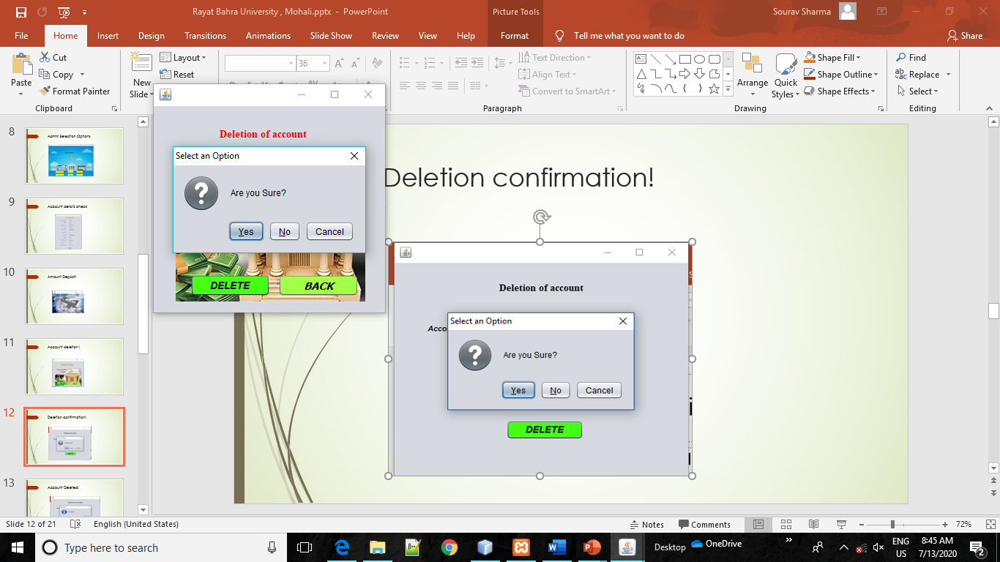 Rayat Bahra University , Mohali.pptx - PowerPoint
Picture Tools
Sourav Sharma
File Home Insert Design Transitions Animations Slide Show Review View Help Format Tell me what you want to do Share
Paste
Cut
Copy
Format Painter
Clipboard
New
Slide
Layout
Reset
36
Text Direction
Align Text
Convert to SmartArt
Paragraph
Arrange
Quick
Styles
Shape Fill
Shape Outline
Shape Effects
Drawing
Find
Replace
Select
Editing
8
Admin Selection Options
9
Account details check
10
Amount Deposit:
11
Account deletion !
12
Deletion confirmation!
13
Account Deleted!
Deletion of account
Select an Option
Are you Sure?
Yes No Cancel
DELETE BACK
Deletion confirmation!
Deletion of account
Select an Option
Are you Sure?
Yes No Cancel
DELETE
Slide 12 of 21 English (United States) Notes Comments 72%
Type here to search
Desktop OneDrive
ENG
US
8:45 AM
7/13/2020
2